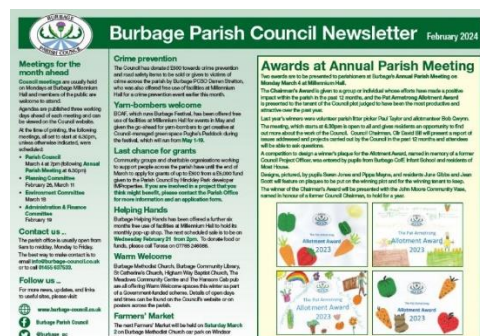 BURBAGE
PARISH COUNCIL
Burbage Parish Council Newsletter February 2024
Meetings for the
month ahead
Council meetings are usually held
on Mondays at Burbage Millennium
Hall and members of the public are
welcome to attend.
Agendas are published three working
days ahead of each meeting and can
be viewed on the Council website.
At the time of printing, the following
meetings, all set to start at 6.30pm,
unless otherwise indicated, were
scheduled:
• Parish Council
March 4 at 7pm (following Annual
Parish Meeting at 6.30pm)
• Planning Committee
February 26, March 11
• Environment Committee
March 18
• Administration & Finance
Committee
February 19
Contact us ...
The parish office is usually open from
9am to midday, Monday to Friday.
The best way to make contact is to
email info@burbage-council.co.uk
or to call 01455 637533.
Follow us ...
For more news, updates, and links
to useful sites, please visit:
www.burbage-council.co.uk
Burbage Parish Council
Crime prevention
The Council has donated £500 towards crime prevention
and road safety items to be sold or given to victims of
crime across the parish by Burbage PCSO Darren Stretton,
who was also offered free use of facilities at Millennium
Hall for a crime prevention event earlier this month.
Yarn-bombers welcome
BOAF, which runs Burbage Festival, has been offered free
use of facilities at Millennium Hall for events in May and
given the go-ahead for yarn-bombers to get creative at
Council-managed green space Pughe's Paddock during
the festival, which will run from May 1-19.
Last chance for grants
Community groups and charitable organisations working
to support people across the parish have until the end of
March to apply for grants of up to £500 from a £5,000 fund
given to the Parish Council by Hinckley Park developer
IMProperties. If you are involved in a project that you
think might benefit, please contact the Parish Office
for more information and an application form.
Helping Hands
Burbage Helping Hands has been offered a further six
months free use of facilities at Millennium Hall to hold its
monthly pop-up shop. The next scheduled sale is to be on
Wednesday February 21 from 2pm. To donate food or
funds, please call Teresa on 07788 246686.
Warm Welcome
Burbage Methodist Church, Burbage Community Library,
St Catherine's Church, Higham Way Baptist Church, The
Meadows Community Centre and The Hansom Cab pub
are all offering Warm Welcome spaces this winter as part
of a Government-funded scheme. Details of open days
and times can be found on the Council's website or on
posters across the parish.
Farmers' Market
The next Farmers' Market will be held on Saturday March
2 on Burbage Methodist Church car park on Windsor
Awards at Annual Parish Meeting
Two awards are to be presented to parishioners at Burbage's Annual Parish Meeting on
Monday March 4 at Millennium Hall.
The Chairman's Award is given to a group or individual whose efforts have made a positive
impact within the parish in the past 12 months, and the Pat Armstrong Allotment Award
is presented to the tenant of the Council plot judged to have been the most productive and
attractive over the past year.
Last year's winners were volunteer parish litter picker Paul Taylor and allotmenteer Bob Gwynn.
The meeting, which starts at 6.30pm is open to all and gives residents an opportunity to find
out more about the work of the Council. Council Chairman, Cllr David Bill will present a report of
issues addressed and projects carried out by the Council in the past 12 months and attendees
will be able to ask questions.
A competition to design a winner's plaque for the Allotment Award, named in memory of a former
Council Project Officer, was entered by pupils from Burbage CofE Infant School and residents of
Moat House.
Designs, pictured, by pupils Bowen Jones and Pippa Mayne, and residents June Gibbs and Jean
Scott will feature on plaques to be put on the winning plot and for the winning tenant to keep.
The winner of the Chairman's Award will be presented with the John Moore Community Vase,
named in honour of a former Council Chairman, to hold for a year.
The Pat Armstrong
Allotment Award
2023
The Pat Armstrong
Allotment Award
2023
The Pat Armstrong
Allotment Award
2023
Allotment Award
2023